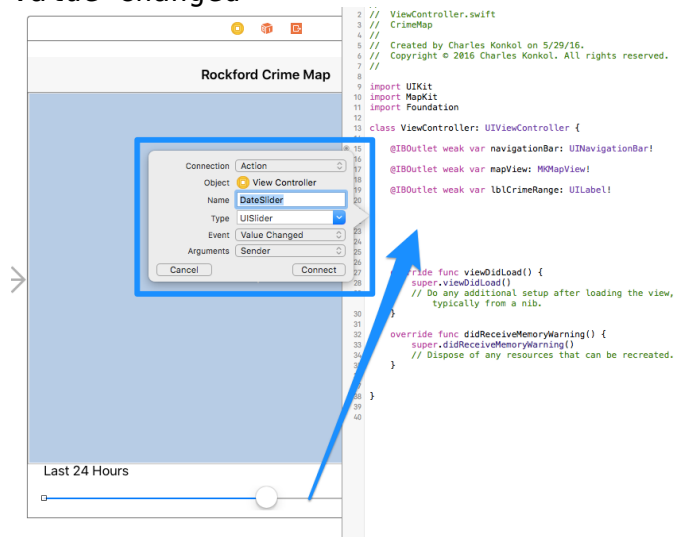 2 // ViewController.swift
3 // CrimeMap
4 //
5 // Created by Charles Konkol on 5/29/16.
6 // Copyright © 2016 Charles Konkol. All rights reserved.
7 //
8
9 import UIKit
10 import MapKit
11 import Foundation
12
13 class ViewController: UIViewController {
15 @IBOutlet weak var navigationBar: UINavigationBar!
16
17 @IBOutlet weak var mapView: MKMapView!
18
19 @IBOutlet weak var lblCrimeRange: UILabel!
20
23
24
25
26
27 override func viewDidLoad() {
28 super.viewDidLoad()
// Do any additional setup after loading the view,
typically from a nib.
30 }
31
32 override func didReceiveMemoryWarning() {
33 super.didReceiveMemoryWarning()
34 // Dispose of any resources that can be recreated.
}
38 }
39
40
Rockford Crime Map
Connection Action
Object View Controller
Name DateSlider
Type UISlider
Event Value Changed
Arguments Sender
Cancel Connect
Last 24 Hours